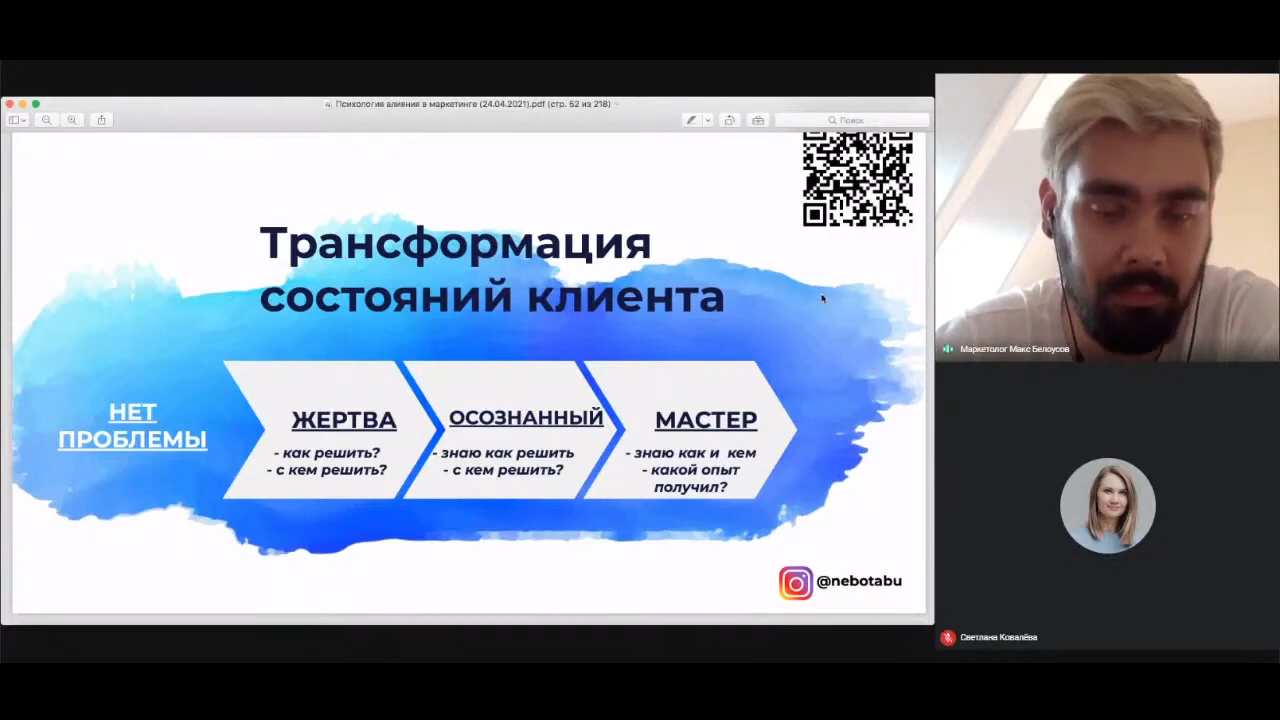 Психология влияния в маркетинге (24.04.2021).pdf (стр. 52 из 218)
Поиск
Трансформация
состояний клиента
НЕТ
ПРОБЛЕМЫ
ЖЕРТВА
- как решить?
- с кем решить?
ОСОЗНАННЫЙ
- знаю как решить
- с кем решить?
МАСТЕР
- знаю как и кем
- какой опыт
получил?
@nebotabu
Маркетолог Макс Белоусов
Светлана Ковалёва